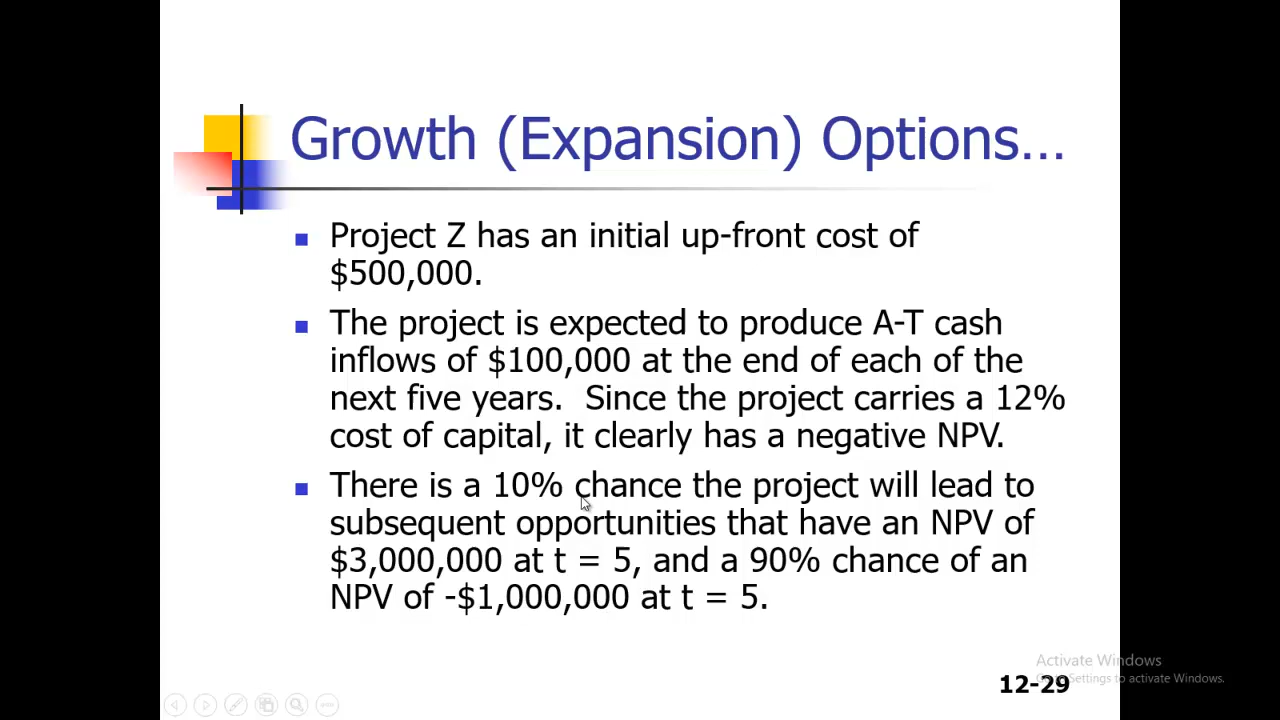 Growth (Expansion) Options...
Project Z has an initial up-front cost of
$500,000.
The project is expected to produce A-T cash
inflows of $100,000 at the end of each of the
next five years.  Since the project carries a 12%
cost of capital, it clearly has a negative NPV.
There is a 10% chance the project will lead to
subsequent opportunities that have an NPV of
$3,000,000 at t = 5, and a 90% chance of an
NPV of -$1,000,000 at t = 5.
Activate Windows
Settings to activate Windows.
12-29